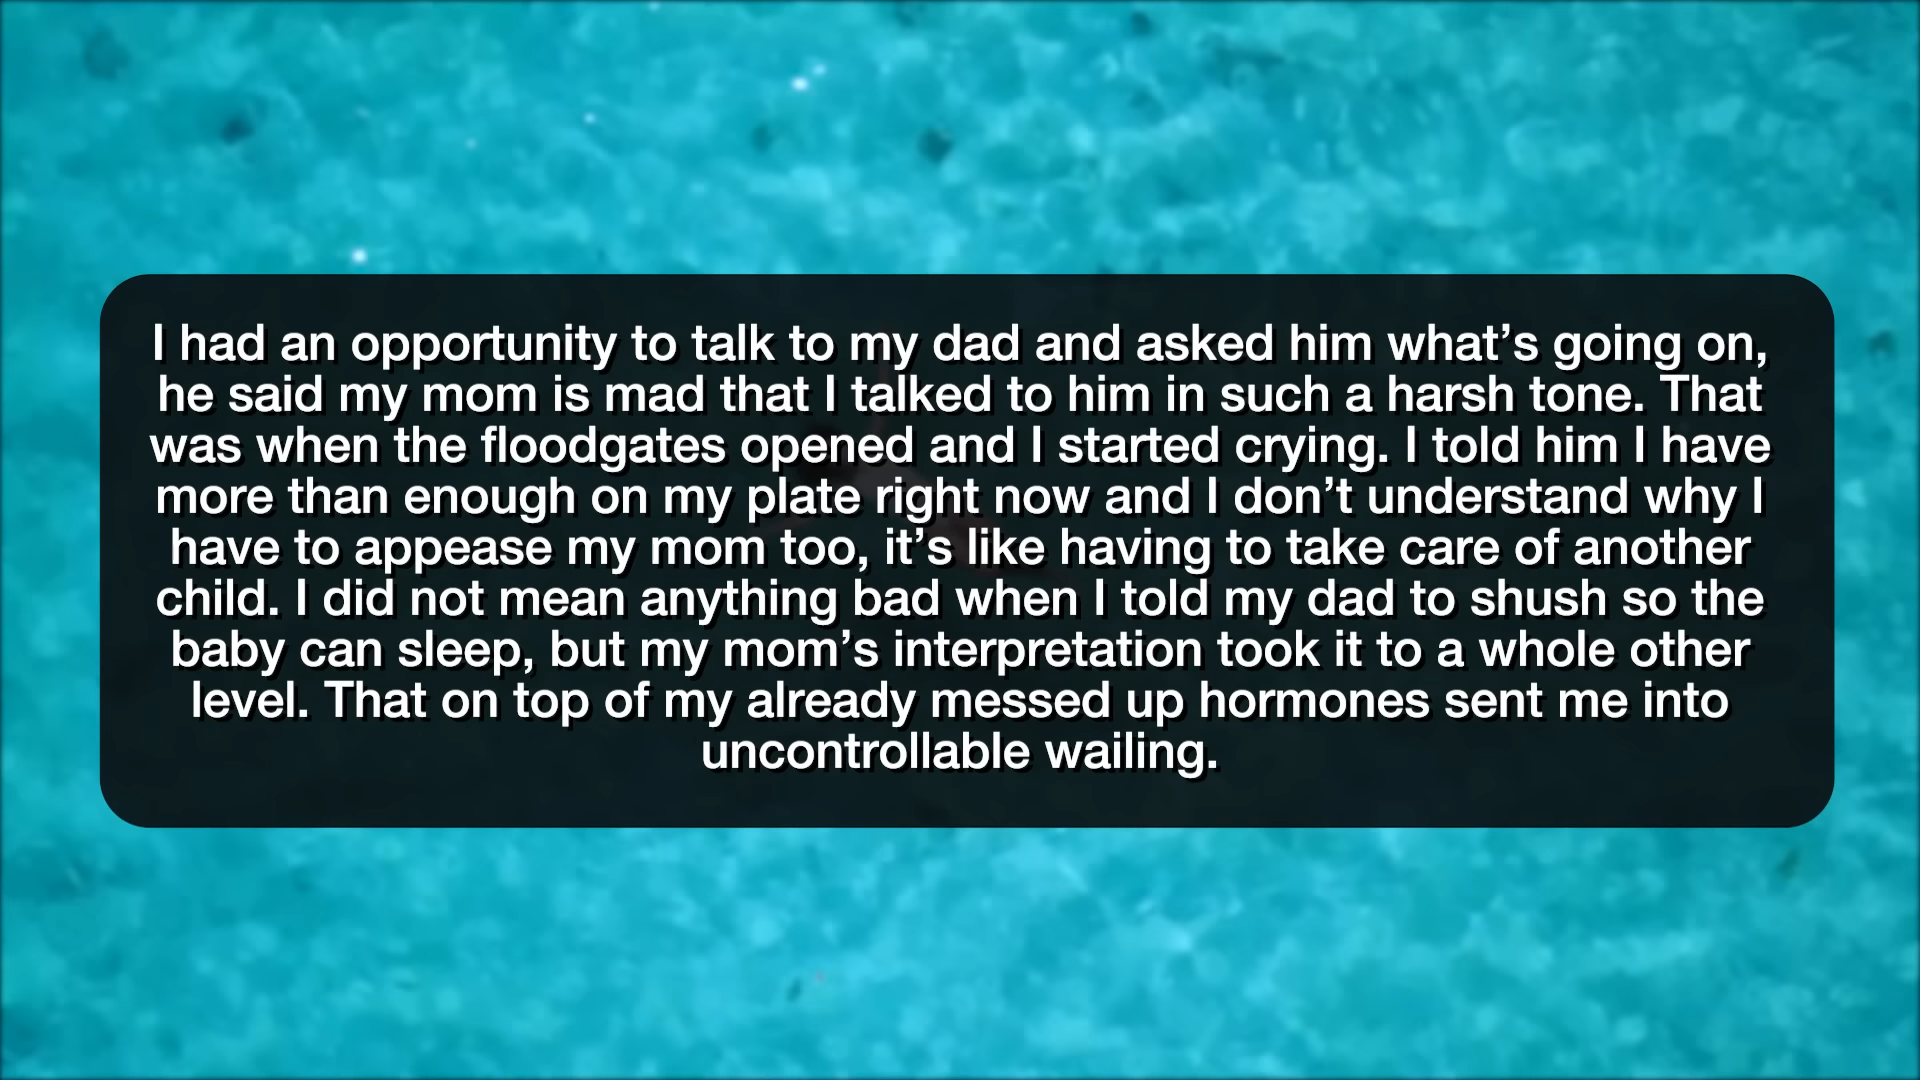 I had an opportunity to talk to my dad and asked him what’s going on,
he said my mom is mad that I talked to him in such a harsh tone. That
was when the floodgates opened and I started crying. I told him I have
more than enough on my plate right now and I don’t understand why I
have to appease my mom too, it’s like having to take care of another
child. I did not mean anything bad when I told my dad to shush so the
baby can sleep, but my mom’s interpretation took it to a whole other
level. That on top of my already messed up hormones sent me into
uncontrollable wailing.